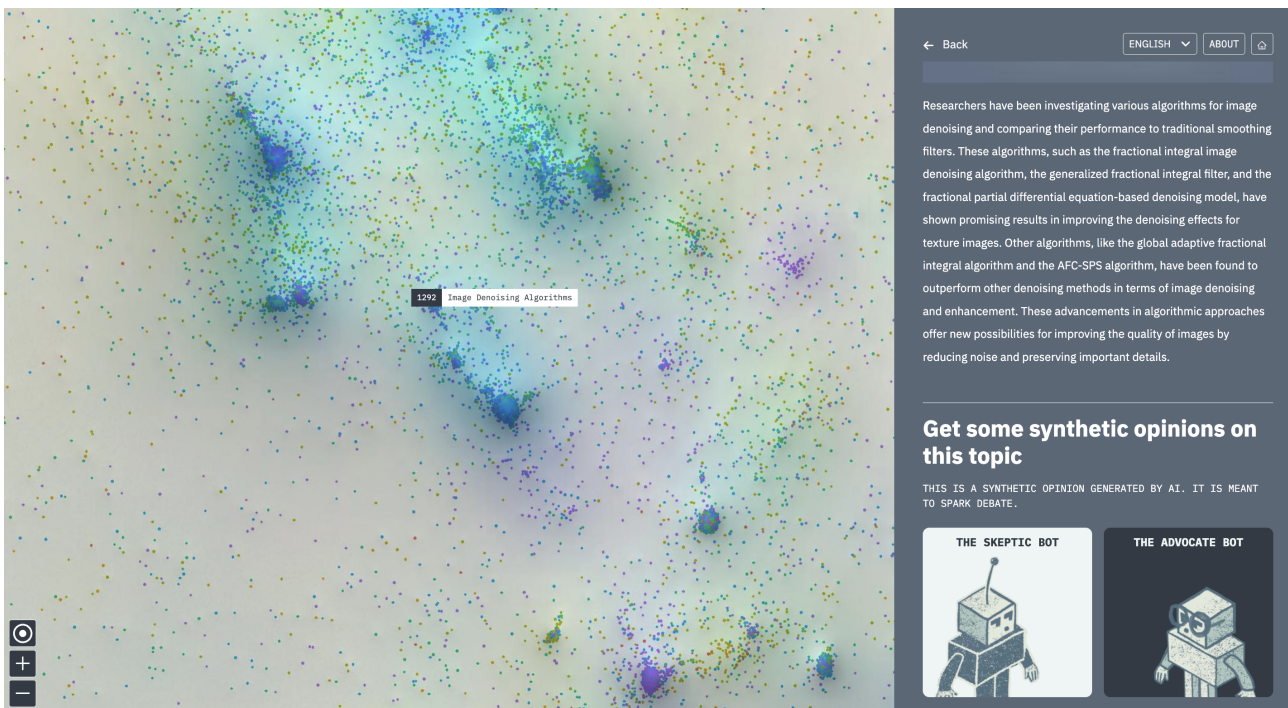 1292 Image Denoising Algorithms
← Back
ENGLISH
ABOUT
Researchers have been investigating various algorithms for image
denoising and comparing their performance to traditional smoothing
filters. These algorithms, such as the fractional integral image
denoising algorithm, the generalized fractional integral filter, and the
fractional partial differential equation-based denoising model, have
shown promising results in improving the denoising effects for
texture images. Other algorithms, like the global adaptive fractional
integral algorithm and the AFC-SPS algorithm, have been found to
outperform other denoising methods in terms of image denoising
and enhancement. These advancements in algorithmic approaches
offer new possibilities for improving the quality of images by
reducing noise and preserving important details.
Get some synthetic opinions on
this topic
THIS IS A SYNTHETIC OPINION GENERATED BY AI. IT IS MEANT
TO SPARK DEBATE.
THE SKEPTIC BOT
THE ADVOCATE BOT